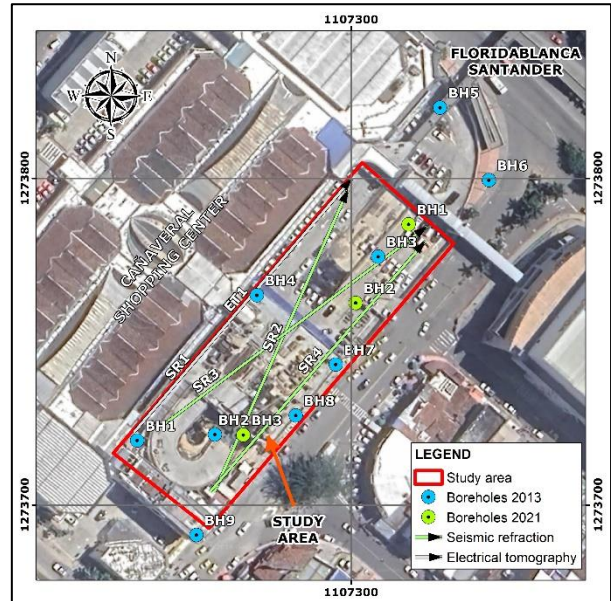 1107300
FLORIDABLANCA
SANTANDER
N
W E
S
BH5
1273800
1273800
BH6
BH1
BH3
CAÑAVERAL
SHOPPING CENTER
BH4
BH2
ET1
SR2
SR1
SR3
SR4
BH7
BH8
BH1
BH2
BH3
LEGEND
Study area
Boreholes 2013
Boreholes 2021
Seismic refraction
Electrical tomography
1273700
1273700
STUDY
AREA
BH9
1107300